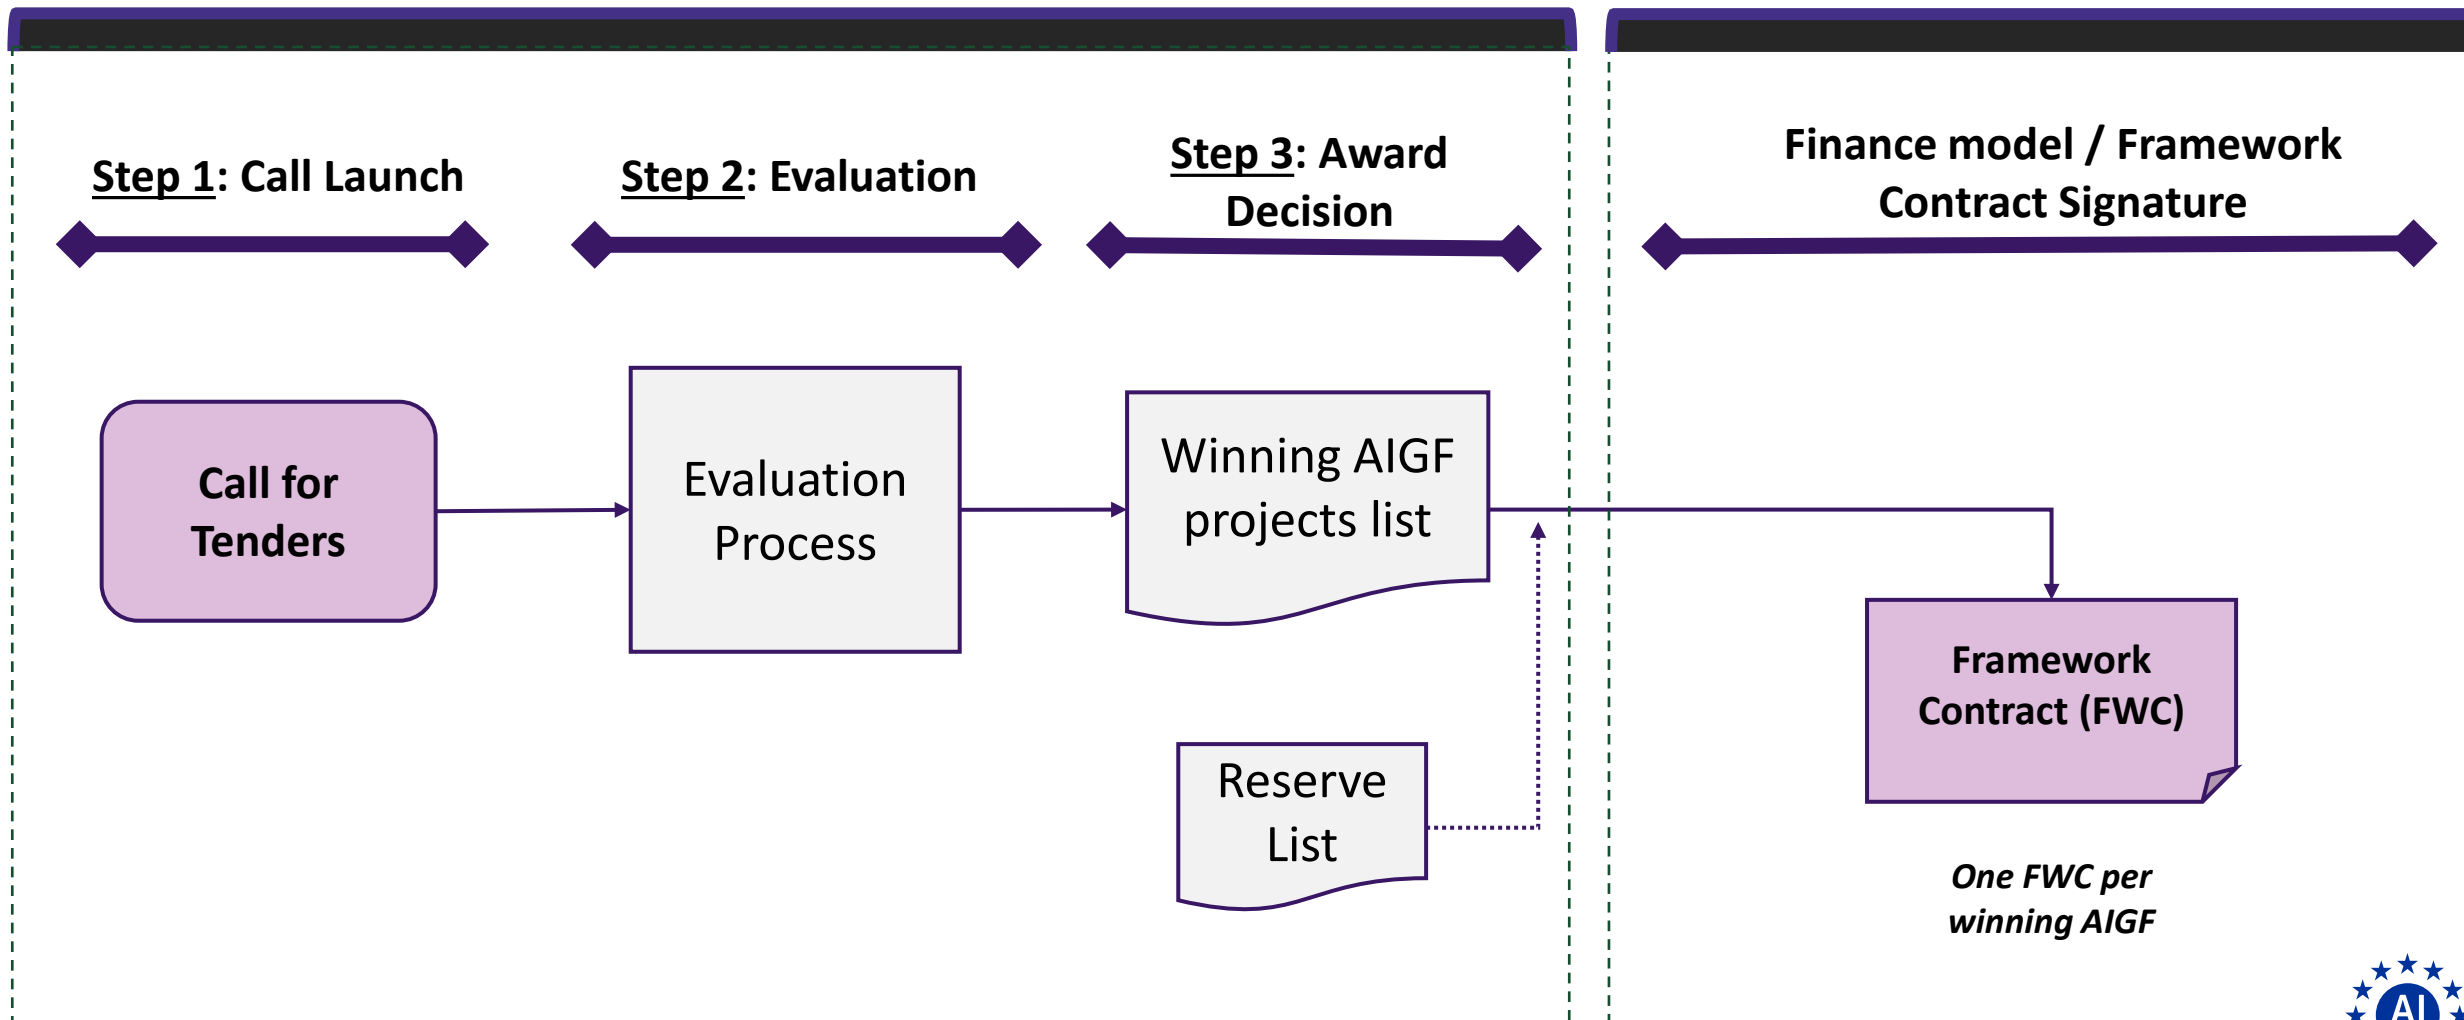 Step 1: Call Launch
Step 2: Evaluation
Step 3: Award
Decision
Finance model / Framework
Contract Signature
Call for
Tenders
Evaluation
Process
Winning AIGF
projects list
Reserve
List
Framework
Contract (FWC)
One FWC per
winning AIGF
AI